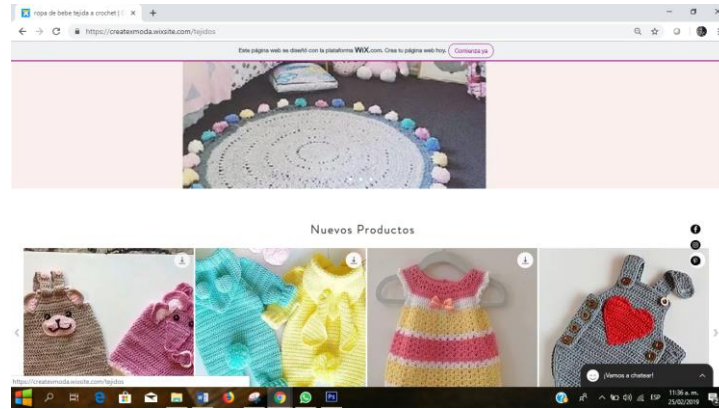 ropa de bebe tejida a crochet | C
https://createxmoda.wixsite.com/tejidos
Este página web se diseñó con la plataforma WiX.com. Crea tu página web hoy. Comienza ya
Nuevos Productos
¡Vamos a chatear!
https://createxmoda.wixsite.com/tejidos
ESP
11:36 a. m.
25/02/2019